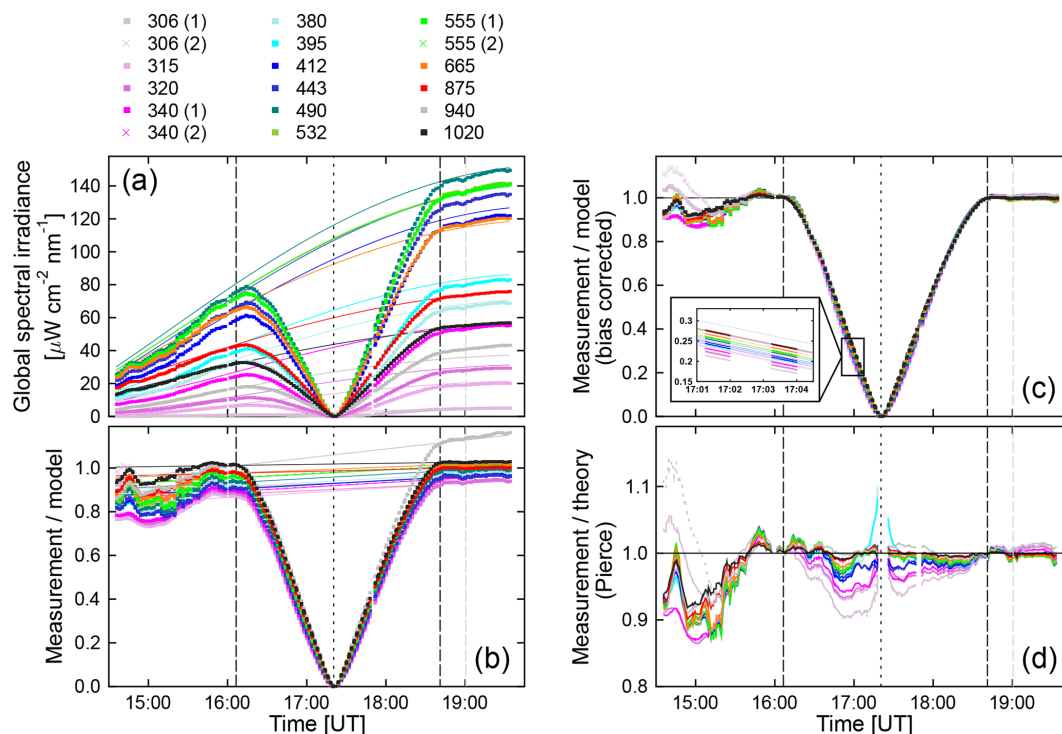 306 (1) 380 555 (1)
306 (2) 395 555 (2)
315 412 665
320 443 875
340 (1) 490 940
340 (2) 532 1020
(a)
Global spectral irradiance
[µW cm⁻² nm⁻¹]
140
120
100
80
60
40
20
0
(b)
Measurement / model
1.0
0.8
0.6
0.4
0.2
0.0
15:00 16:00 17:00 18:00 19:00
Time [UT]
(c)
Measurement / model
(bias corrected)
1.0
0.8
0.6
0.4
0.2
0.0
0.3
0.25
0.2
0.15
17:01 17:02 17:03 17:04
(d)
Measurement / theory
(Pierce)
1.1
1.0
0.9
0.8
15:00 16:00 17:00 18:00 19:00
Time [UT]